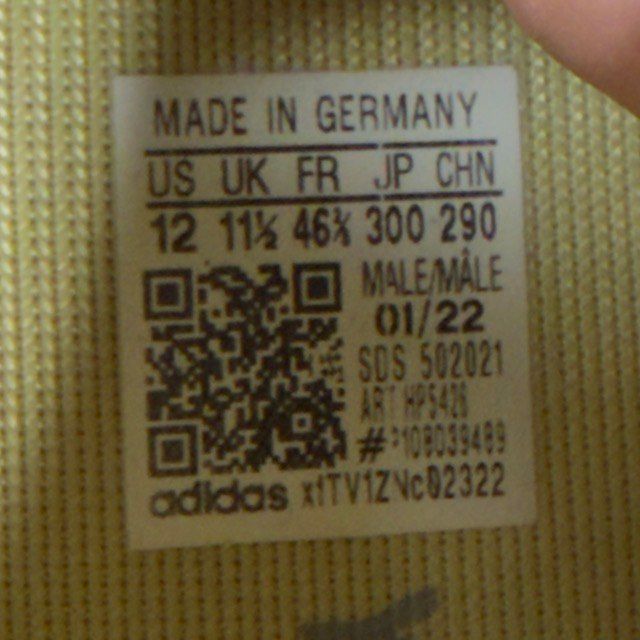 MADE IN GERMANY
US UK FR JP CHN
12 11½ 46⅔ 300 290
MALE/MÂLE
01/22
SDS 502021
ART
#
adidas